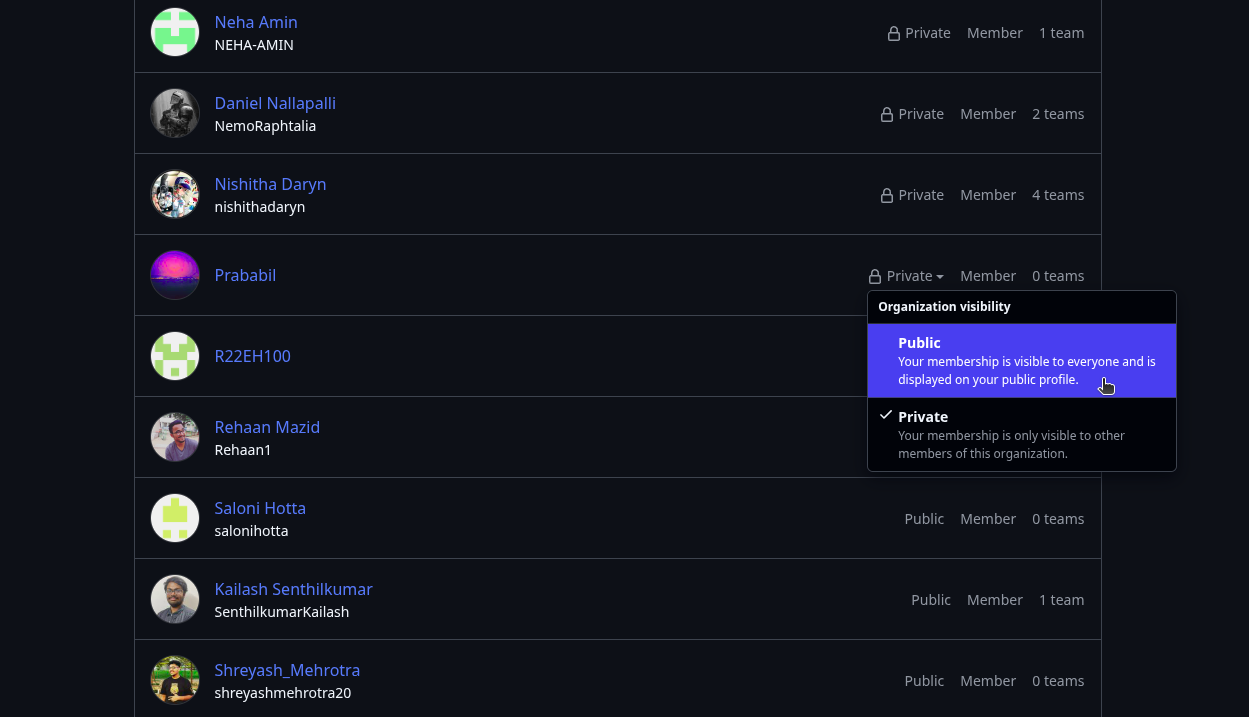 Neha Amin
NEHA-AMIN
Private Member 1 team
Daniel Nallapalli
NemoRaphtalia
Private Member 2 teams
Nishitha Daryn
nishithadaryn
Private Member 4 teams
Prababil
Private Member 0 teams
Organization visibility
Public
Your membership is visible to everyone and is
displayed on your public profile.
Private
Your membership is only visible to other
members of this organization.
R22EH100
Rehaan Mazid
Rehaan1
Saloni Hotta
salonihotta
Public Member 0 teams
Kailash Senthilkumar
SenthilkumarKailash
Public Member 1 team
Shreyash_Mehrotra
shreyashmehrotra20
Public Member 0 teams